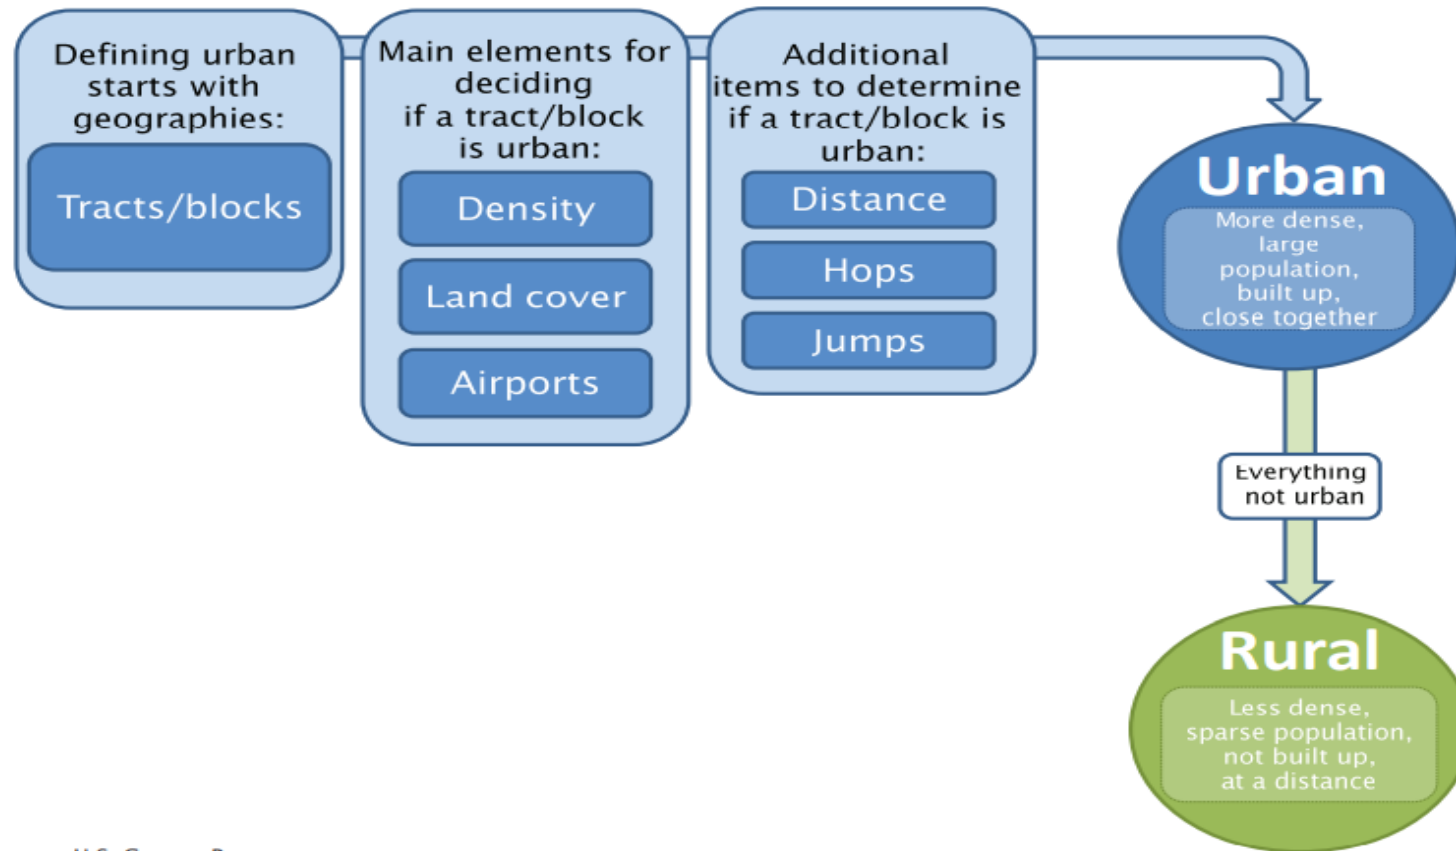 Defining urban
starts with
geographies:
Tracts/blocks
Main elements for
deciding
if a tract/block
is urban:
Density
Land cover
Airports
Additional
items to determine
if a tract/block is
urban:
Distance
Hops
Jumps
Urban
More dense,
large
population,
built up,
close together
Everything
not urban
Rural
Less dense,
sparse population,
not built up,
at a distance